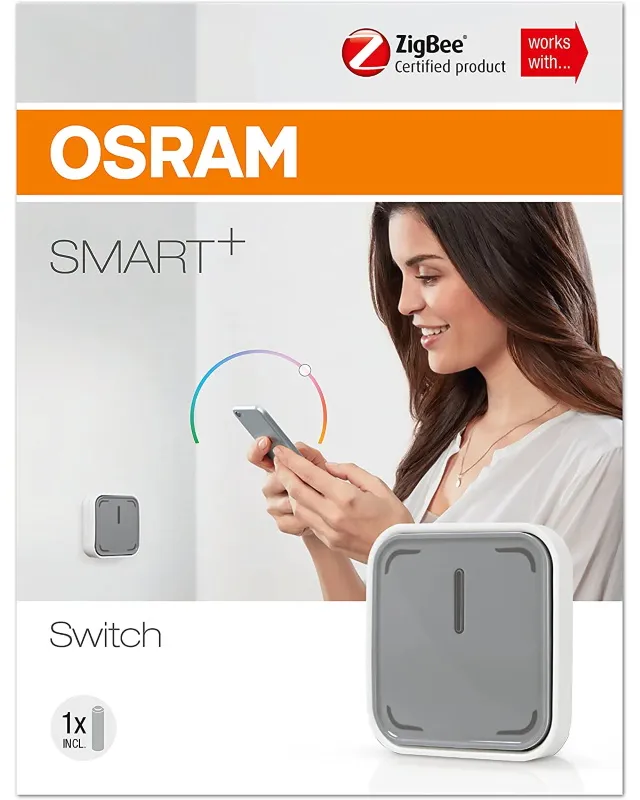 ZigBee®
Certified product
works
with...
OSRAM
SMART+
Switch
1x
INCL.